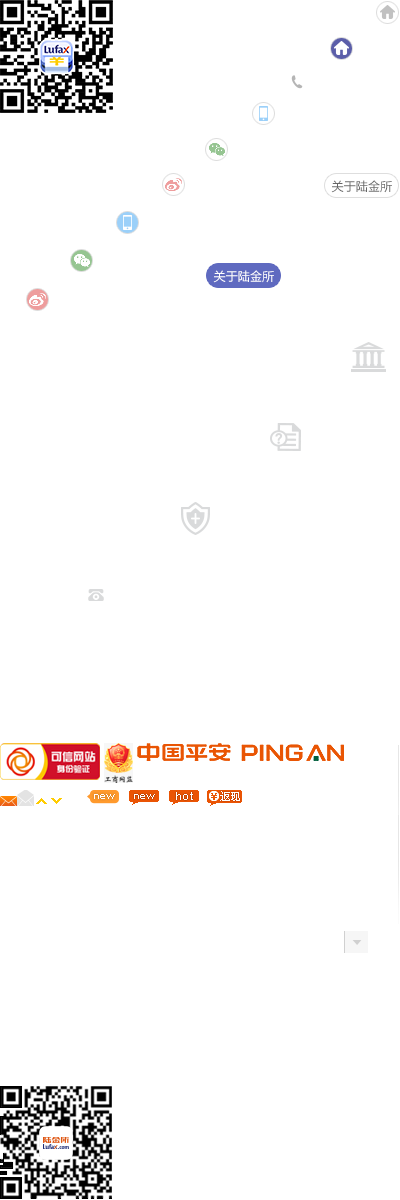 Lufax
关于陆金所
关于陆金所
可信网站
身份验证
工商网监
中国平安 PINGAN
new
new
hot
¥返现
陆金所
Lufax.com